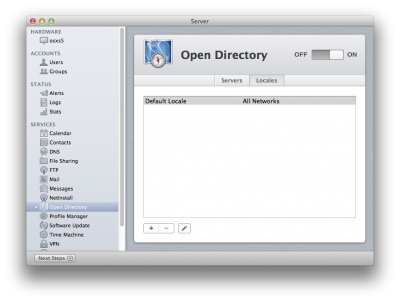 Server
HARDWARE
osxs5
ACCOUNTS
Users
Groups
STATUS
Alerts
Logs
Stats
SERVICES
Calendar
Contacts
DNS
File Sharing
FTP
Mail
Messages
NetInstall
Open Directory
Profile Manager
Software Update
Time Machine
VPN
Open Directory
OFF
ON
Servers
Locales
Default Locale All Networks
Next Steps